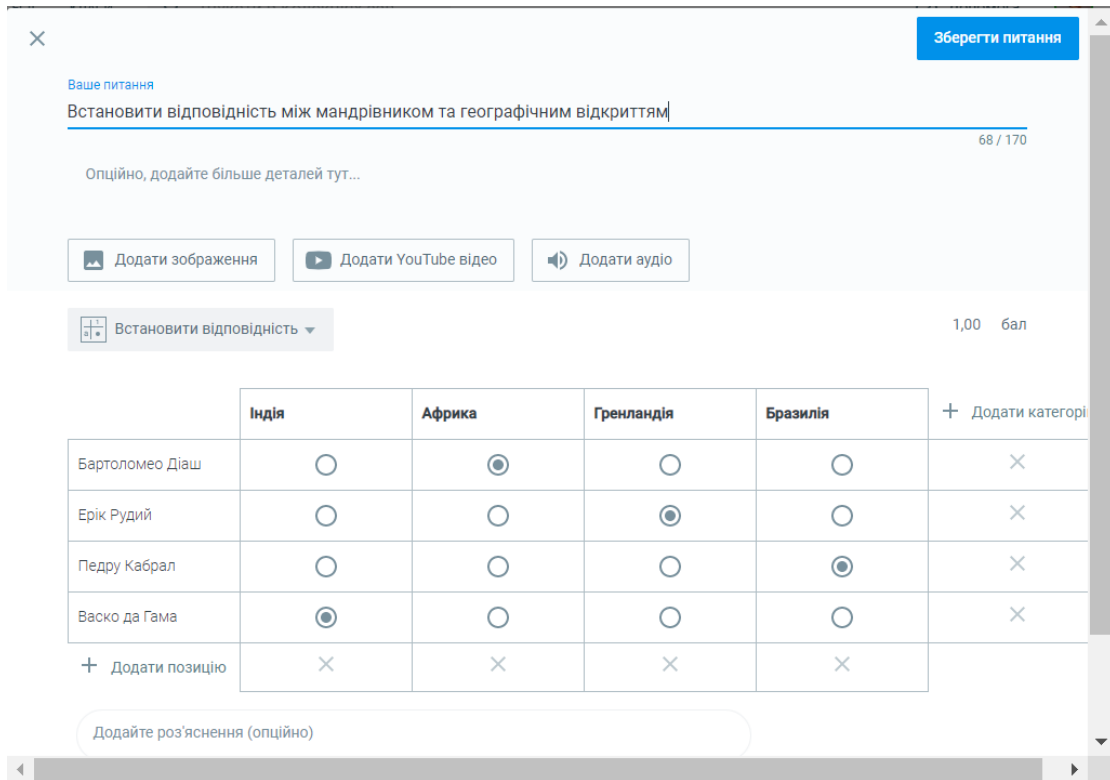 Зберегти питання
Ваше питання
Встановити відповідність між мандрівником та географічним відкриттям
68 / 170
Опційно, додайте більше деталей тут...
Додати зображення Додати YouTube відео Додати аудіо
Встановити відповідність 1,00 бал
Індія Африка Гренландія Бразилія + Додати категорі
Бартоломео Діаш
Ерік Рудий
Педру Кабрал
Васко да Гама
+ Додати позицію
Додайте роз'яснення (опційно)